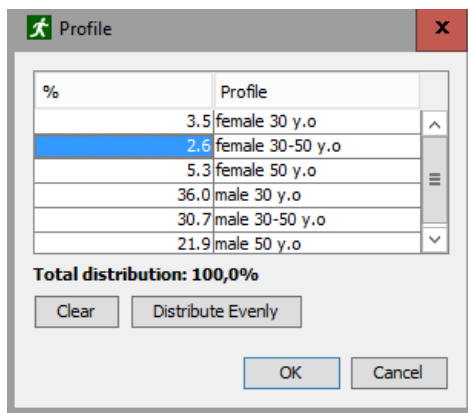 Profile
x
% Profile
3.5 female 30 y.o
2.6 female 30-50 y.o
5.3 female 50 y.o
36.0 male 30 y.o
30.7 male 30-50 y.o
21.9 male 50 y.o
Total distribution: 100,0%
Clear Distribute Evenly
OK Cancel